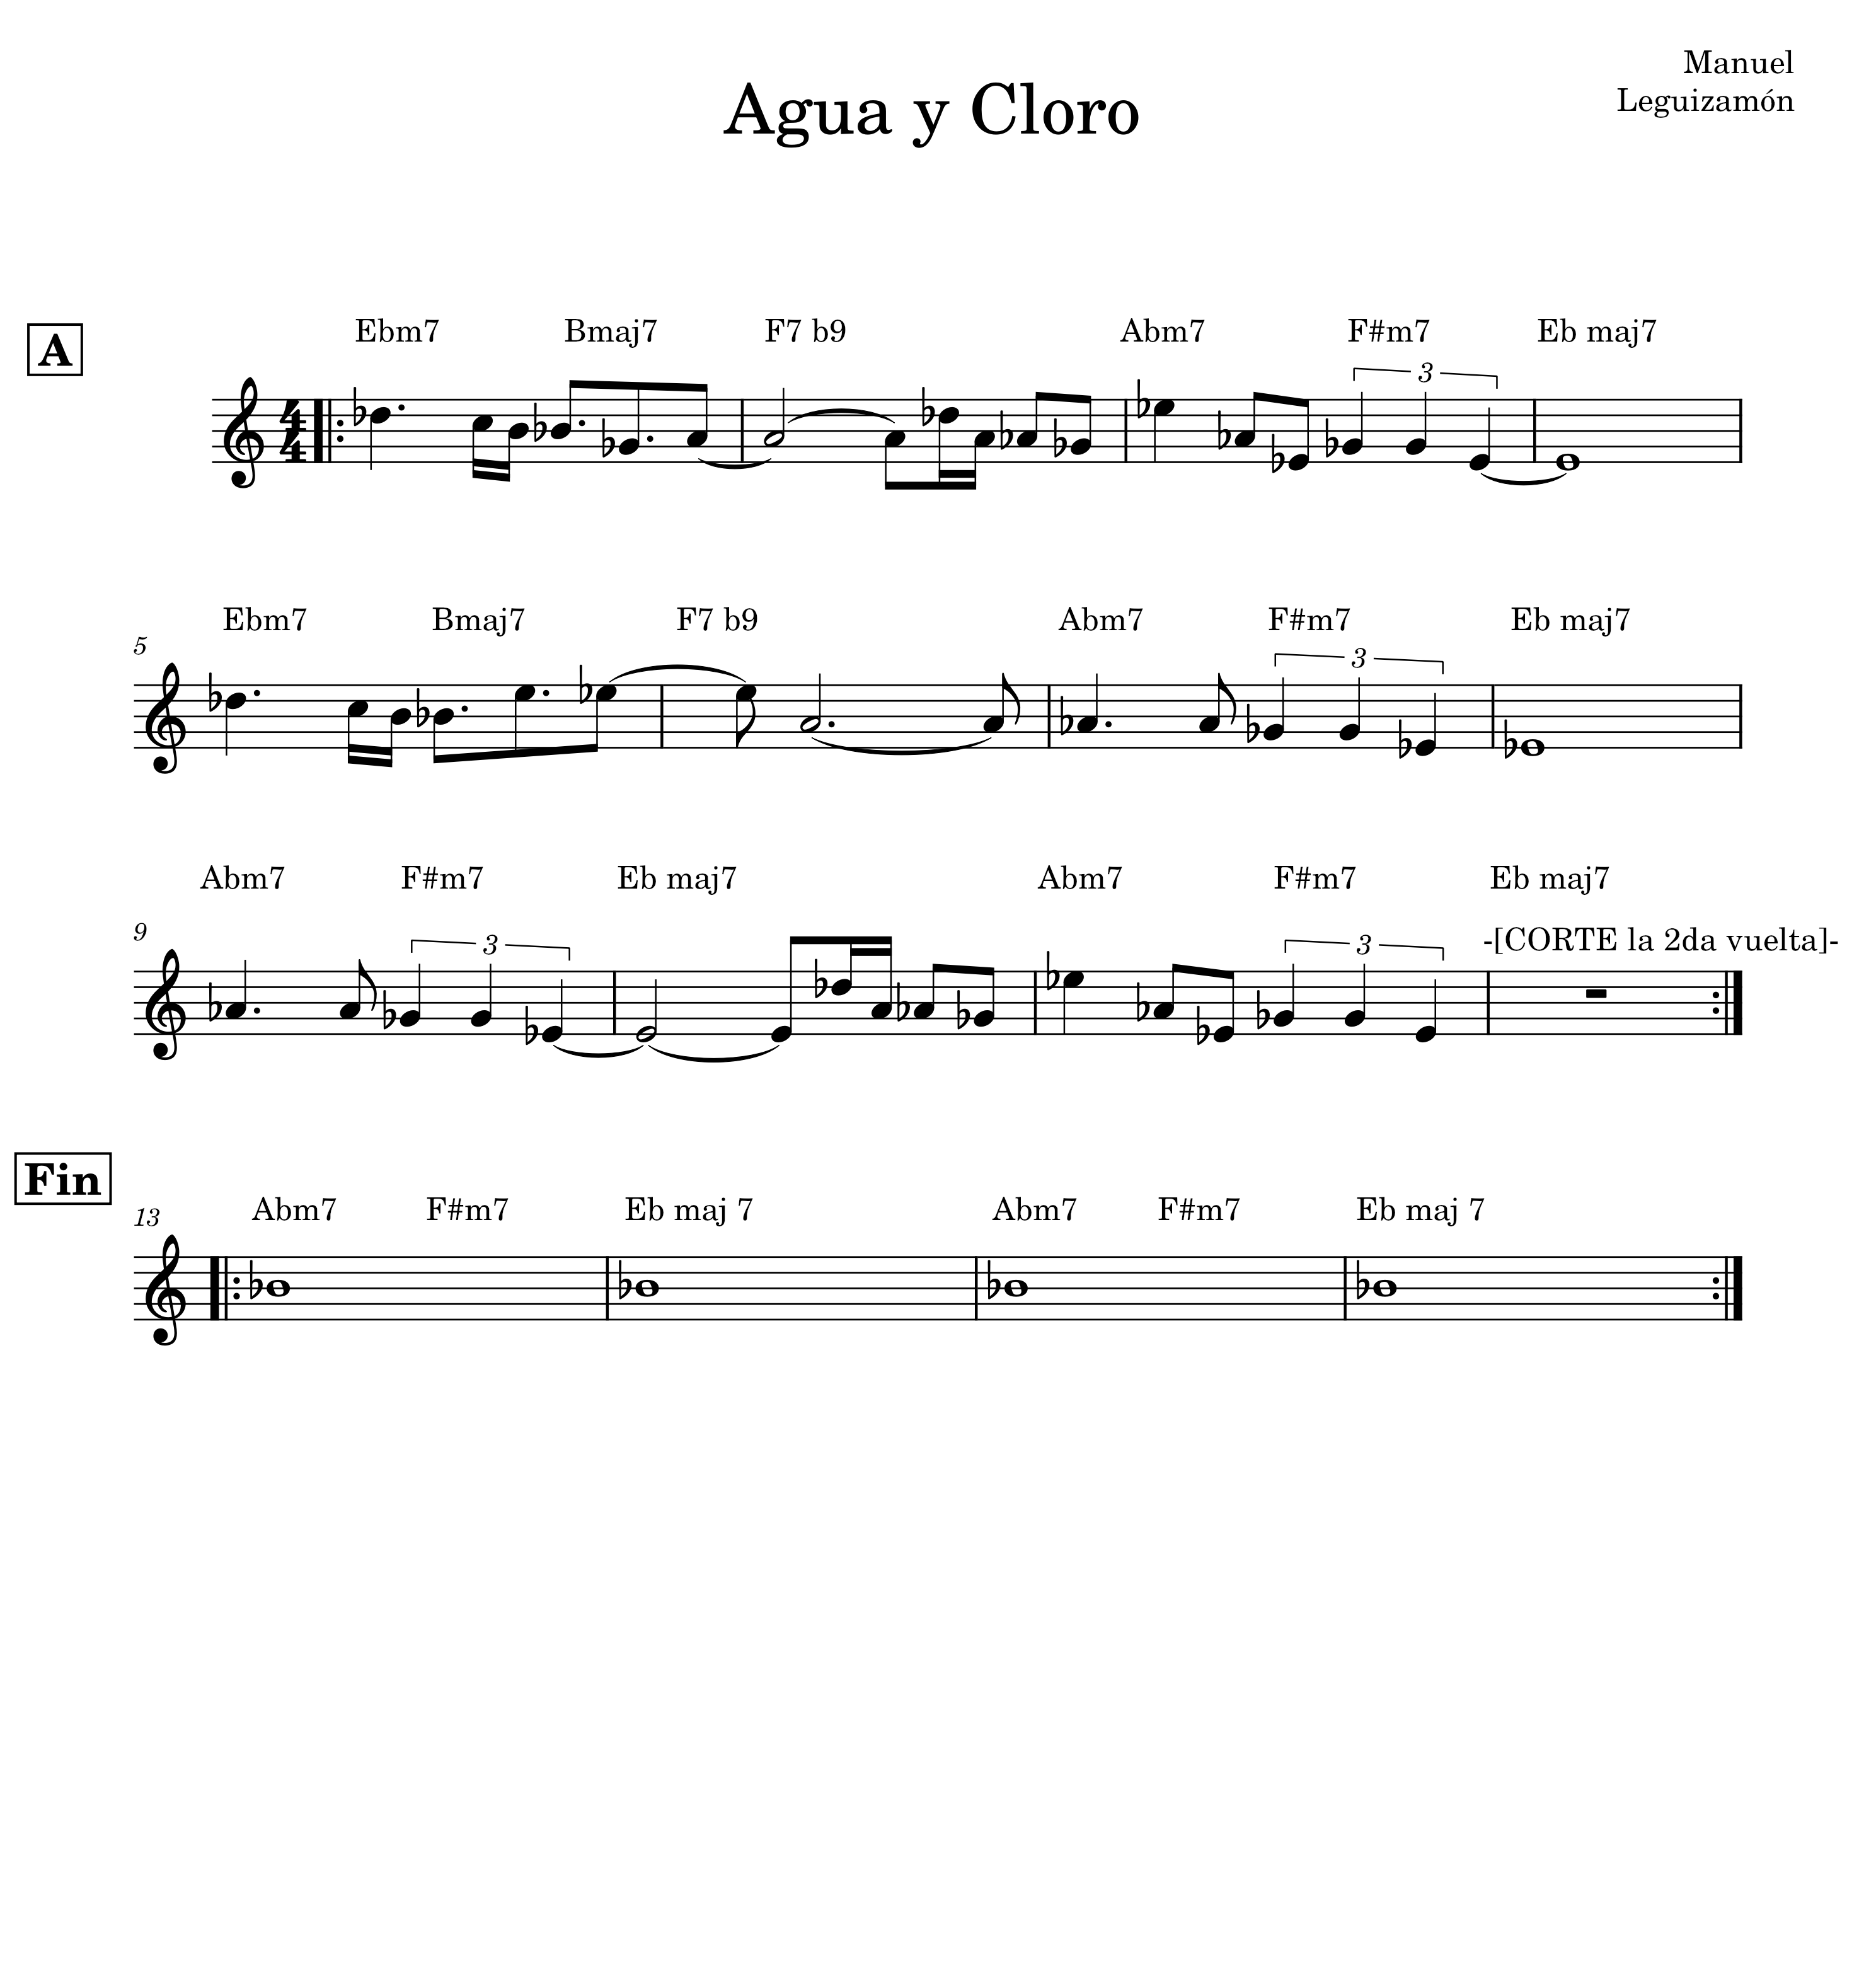 Manuel
Leguizamón
Agua y Cloro
A
Ebm7 Bmaj7 F7 b9 Abm7 F#m7 Eb maj7
3
5
Ebm7 Bmaj7 F7 b9 Abm7 F#m7 Eb maj7
3
9
Abm7 F#m7 Eb maj7 Abm7 F#m7 Eb maj7
-[CORTE la 2da vuelta]-
3 3
Fin
13
Abm7 F#m7 Eb maj 7 Abm7 F#m7 Eb maj 7